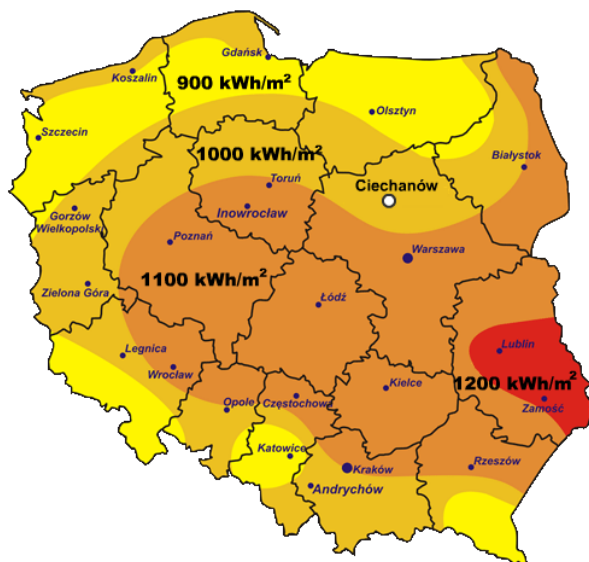 Gdańsk
Koszalin
900 kWh/m²
Olsztyn
Szczecin
1000 kWh/m²
Białystok
Toruń
Ciechanów
Inowrocław
Gorzów
Wielkopolski
Poznań
Warszawa
1100 kWh/m²
Zielona Góra
Łódź
Lublin
Legnica
Wrocław
1200 kWh/m²
Kielce
Opole
Częstochowa
Zamość
Katowice
Kraków
Rzeszów
Andrychów